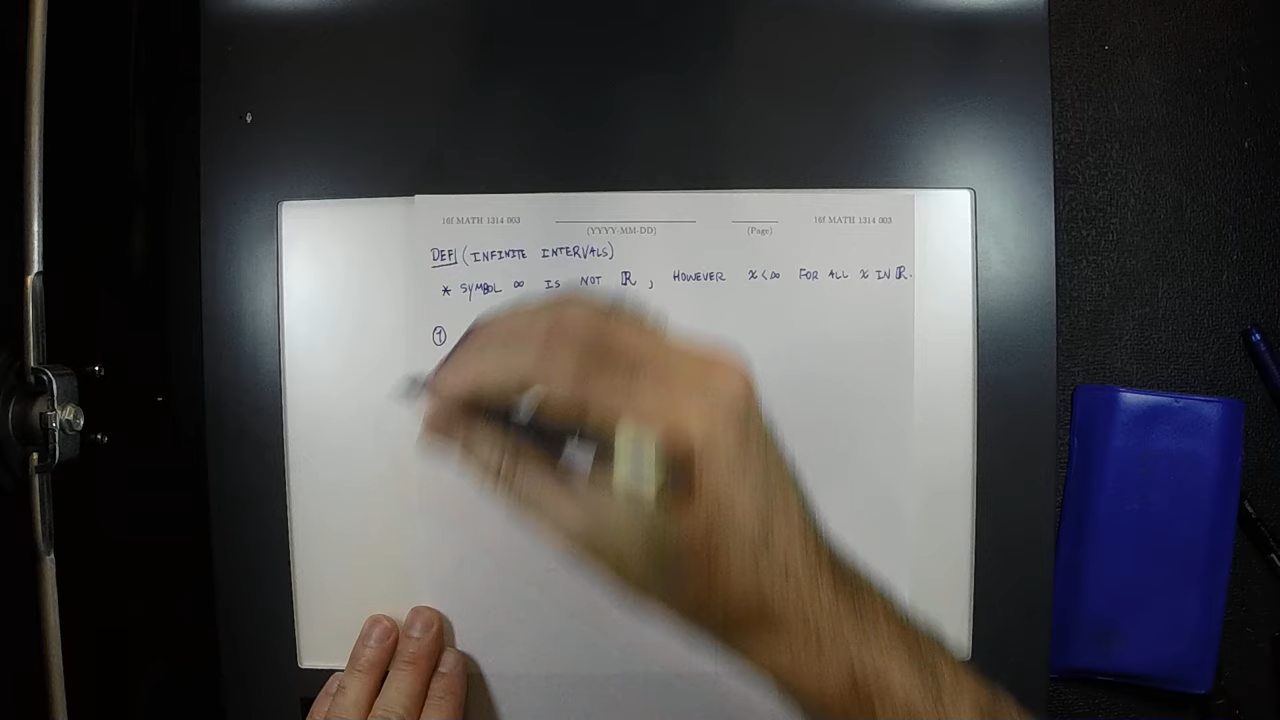 16f MATH 1314 003 (YYYY-MM-DD) (Page) 16f MATH 1314 003
DEF| (INFINITE INTERVALS)
* SYMBOL ∞ IS NOT ℝ, HOWEVER x<∞ FOR ALL x IN ℝ.
①